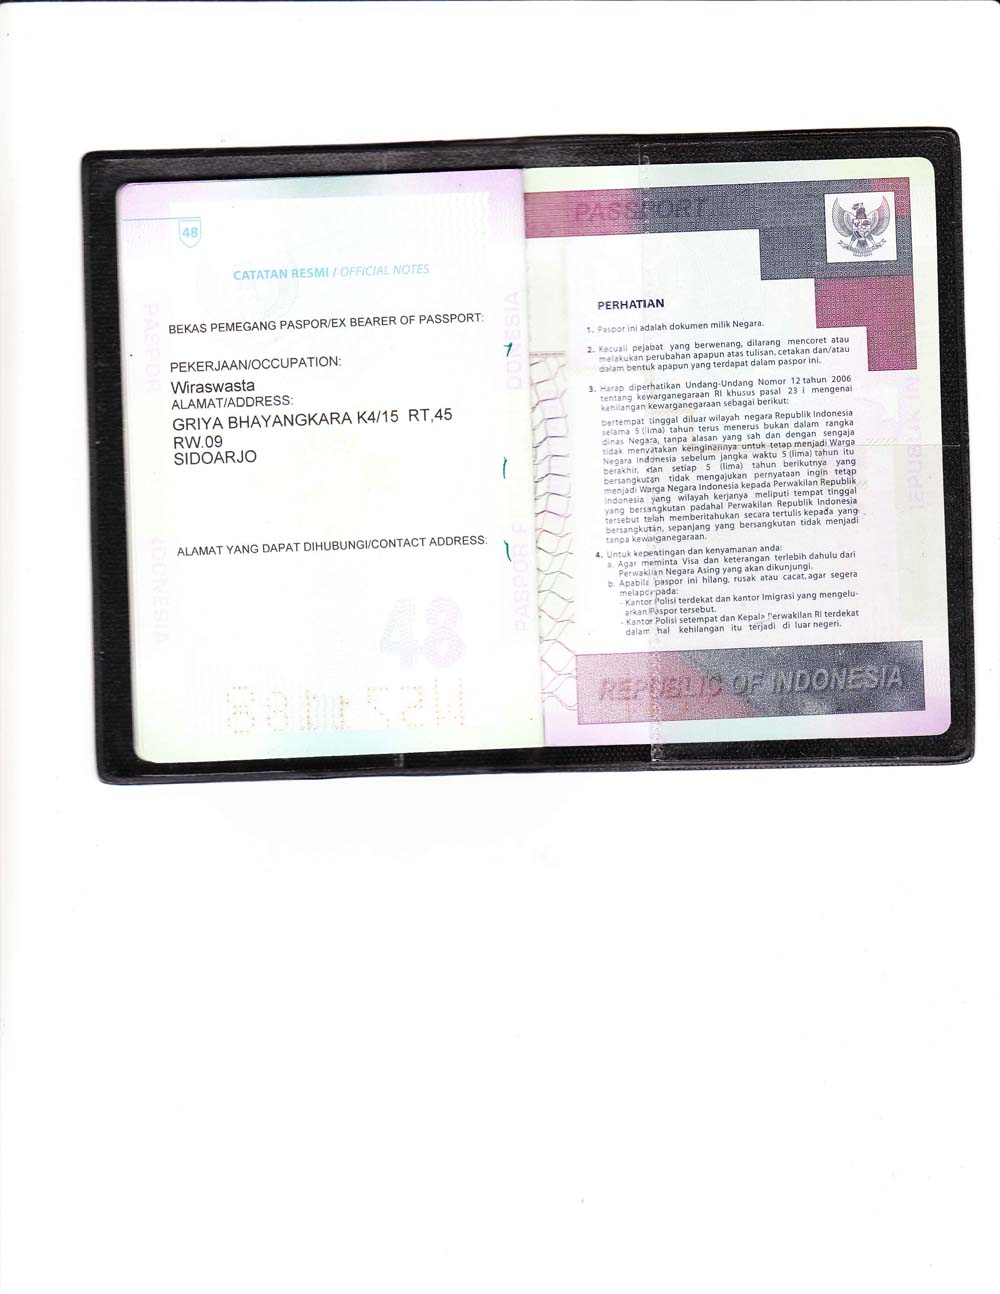 48
CATATAN RESMI / OFFICIAL NOTES
BEKAS PEMEGANG PASPOR/EX BEARER OF PASSPORT:
PEKERJAAN/OCCUPATION:
Wiraswasta
ALAMAT/ADDRESS:
GRIYA BHAYANGKARA K4/15 RT,45
RW.09
SIDOARJO
ALAMAT YANG DAPAT DIHUBUNGI/CONTACT ADDRESS:
48
PASSPORT
PERHATIAN
1. Paspor ini adalah dokumen milik Negara.
2. Kecuali pejabat yang berwenang, dilarang mencoret atau
melakukan perubahan apapun atas tulisan, cetakan dan/atau
dalam bentuk apapun yang terdapat dalam paspor ini.
3. Harap diperhatikan Undang-Undang Nomor 12 tahun 2006
tentang kewarganegaraan RI khusus pasal 23 i mengenai
kehilangan kewarganegaraan sebagai berikut:
bertempat tinggal diluar wilayah negara Republik Indonesia
selama 5 (lima) tahun terus menerus bukan dalam rangka
dinas Negara, tanpa alasan yang sah dan dengan sengaja
tidak menyatakan keinginannya untuk tetap menjadi Warga
Negara Indonesia sebelum jangka waktu 5 (lima) tahun itu
berakhir, dan setiap 5 (lima) tahun berikutnya yang
bersangkutan tidak mengajukan pernyataan ingin tetap
menjadi Warga Negara Indonesia kepada Perwakilan Republik
Indonesia yang wilayah kerjanya meliputi tempat tinggal
yang bersangkutan padahal Perwakilan Republik Indonesia
tersebut telah memberitahukan secara tertulis kepada yang
bersangkutan, sepanjang yang bersangkutan tidak menjadi
tanpa kewarganegaraan.
4. Untuk kepentingan dan kenyamanan anda:
a. Agar meminta Visa dan keterangan terlebih dahulu dari
Perwakilan Negara Asing yang akan dikunjungi.
b. Apabila paspor ini hilang, rusak atau cacat, agar segera
melapor pada:
- Kantor Polisi terdekat dan kantor Imigrasi yang mengelu-
arkan Paspor tersebut.
- Kantor Polisi setempat dan Kepala Perwakilan RI terdekat
dalam hal kehilangan itu terjadi di luar negeri.
REPUBLIC OF INDONESIA